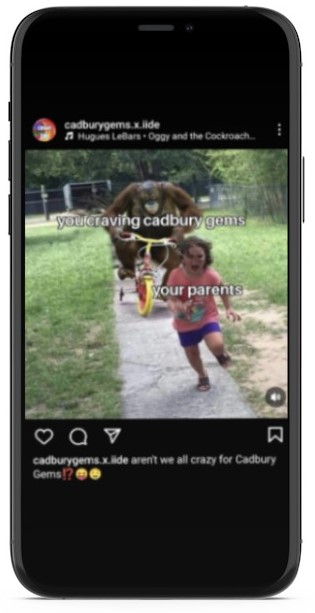 cadburygems.x.iide
Hugues LeBars • Oggy and the Cockroach...
you craving cadbury gems
your parents
cadburygems.x.iide aren't we all crazy for Cadbury
Gems⁉️😝🤤